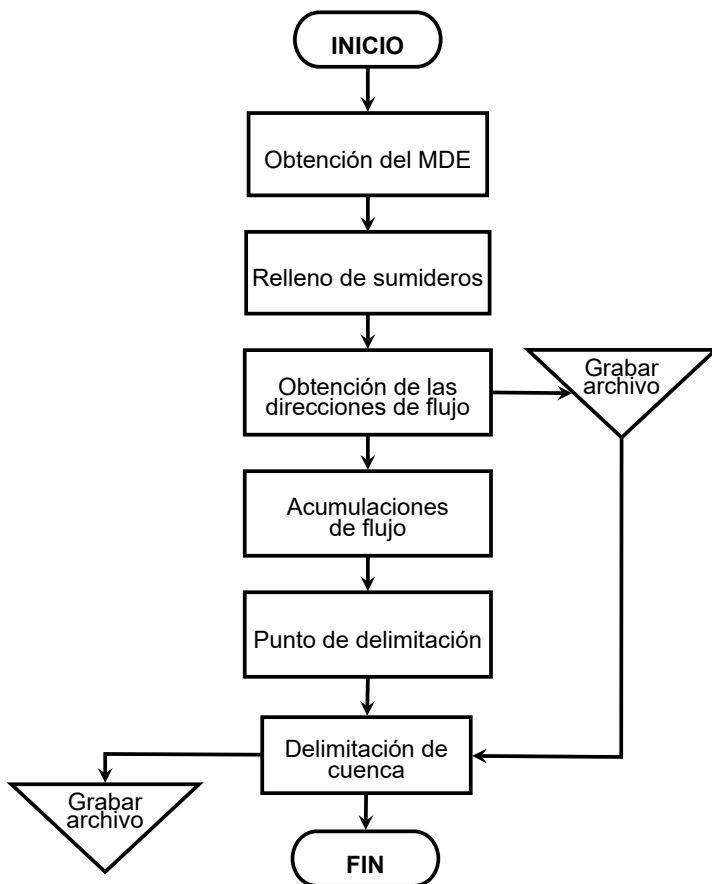 INICIO
Obtención del MDE
Relleno de sumideros
Obtención de las
direcciones de flujo
Grabar
archivo
Acumulaciones
de flujo
Punto de delimitación
Delimitación de
cuenca
Grabar
archivo
FIN